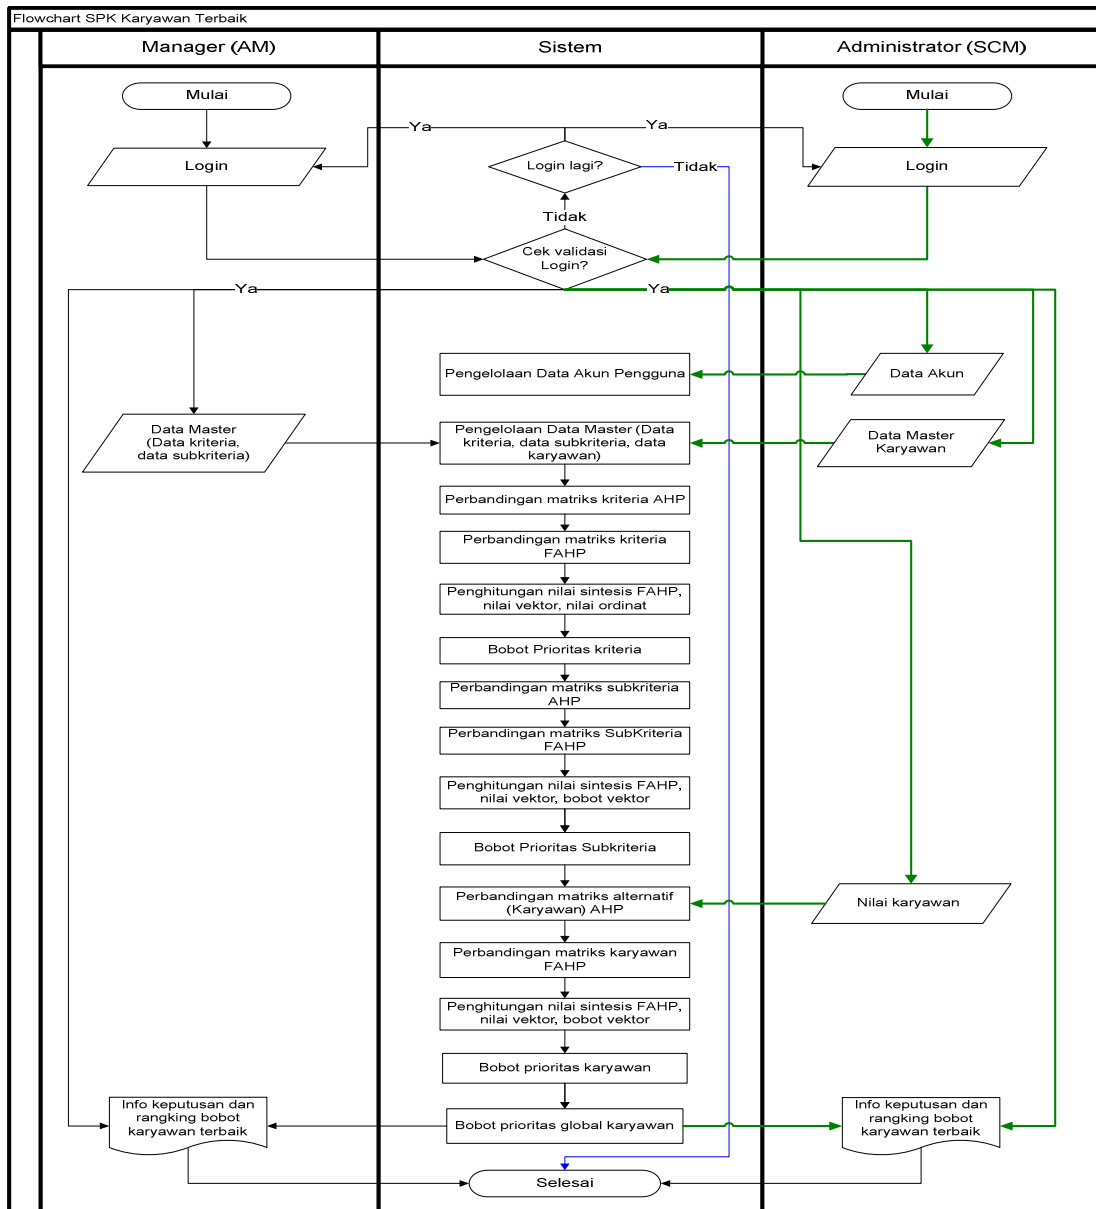 Flowchart SPK Karyawan Terbaik
Manager (AM)
Sistem
Administrator (SCM)
Mulai
Mulai
Ya
Ya
Login
Login lagi?
Tidak
Login
Tidak
Cek validasi
Login?
Ya
Ya
Pengelolaan Data Akun Pengguna
Data Akun
Data Master
(Data kriteria,
data subkriteria)
Pengelolaan Data Master (Data
kriteria, data subkriteria, data
karyawan)
Data Master
Karyawan
Perbandingan matriks kriteria AHP
Perbandingan matriks kriteria
FAHP
Penghitungan nilai sintesis FAHP,
nilai vektor, nilai ordinat
Bobot Prioritas kriteria
Perbandingan matriks subkriteria
AHP
Perbandingan matriks SubKriteria
FAHP
Penghitungan nilai sintesis FAHP,
nilai vektor, bobot vektor
Bobot Prioritas Subkriteria
Perbandingan matriks alternatif
(Karyawan) AHP
Nilai karyawan
Perbandingan matriks karyawan
FAHP
Penghitungan nilai sintesis FAHP,
nilai vektor, bobot vektor
Bobot prioritas karyawan
Info keputusan dan
rangking bobot
karyawan terbaik
Bobot prioritas global karyawan
Info keputusan dan
rangking bobot
karyawan terbaik
Selesai